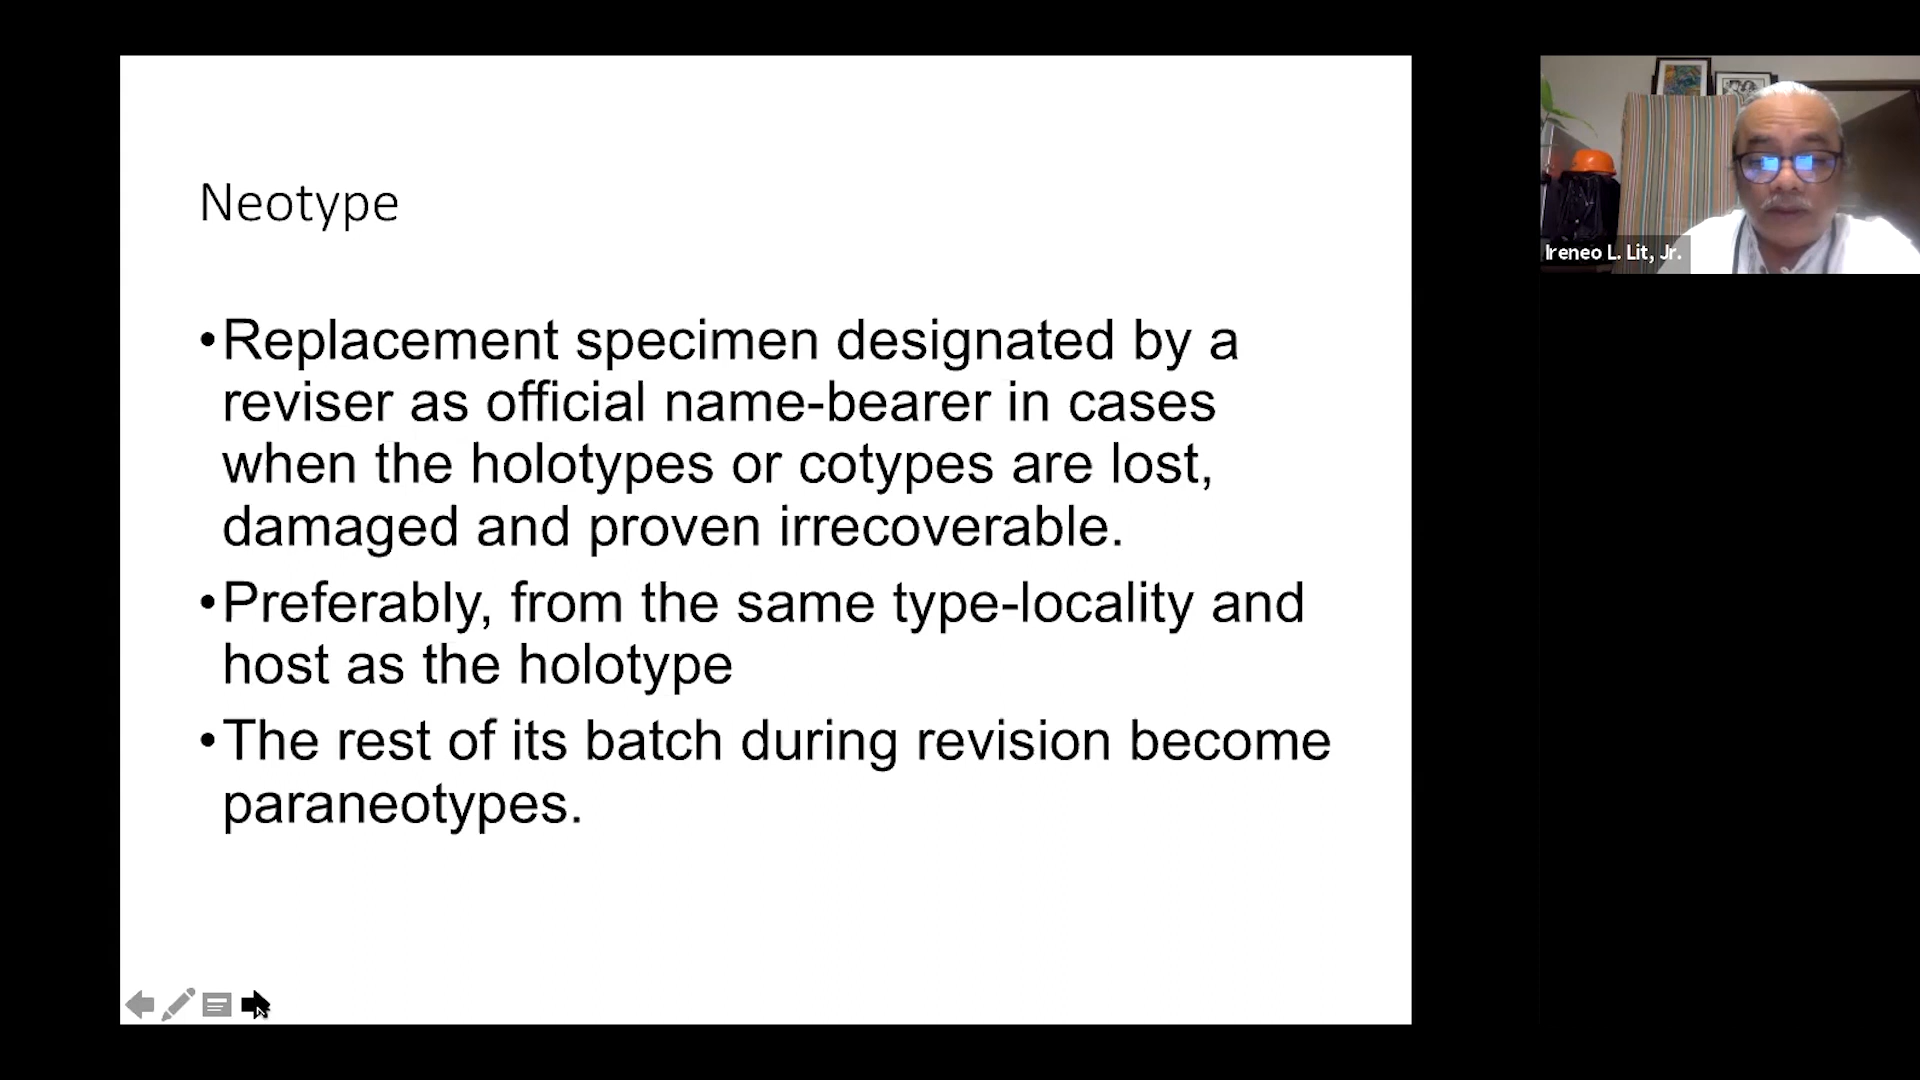 Neotype
•Replacement specimen designated by a
reviser as official name-bearer in cases
when the holotypes or cotypes are lost,
damaged and proven irrecoverable.
•Preferably, from the same type-locality and
host as the holotype
•The rest of its batch during revision become
paraneotypes.
Ireneo L. Lit, Jr.